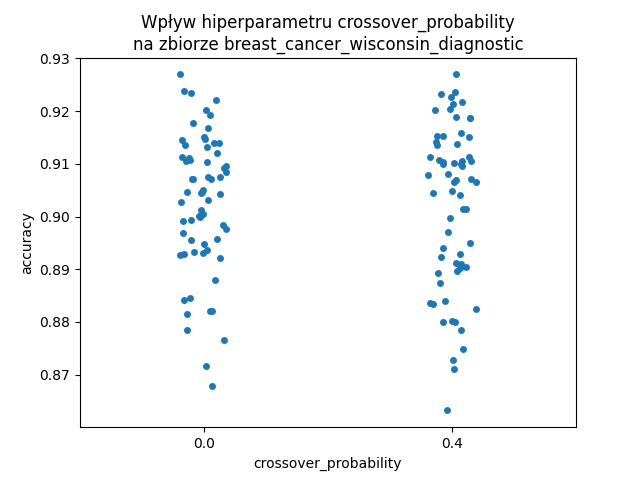 Wpływ hiperparametru crossover_probability
na zbiorze breast_cancer_wisconsin_diagnostic
0.93
0.92
0.91
0.90
0.89
0.88
0.87
accuracy
0.0
0.4
crossover_probability